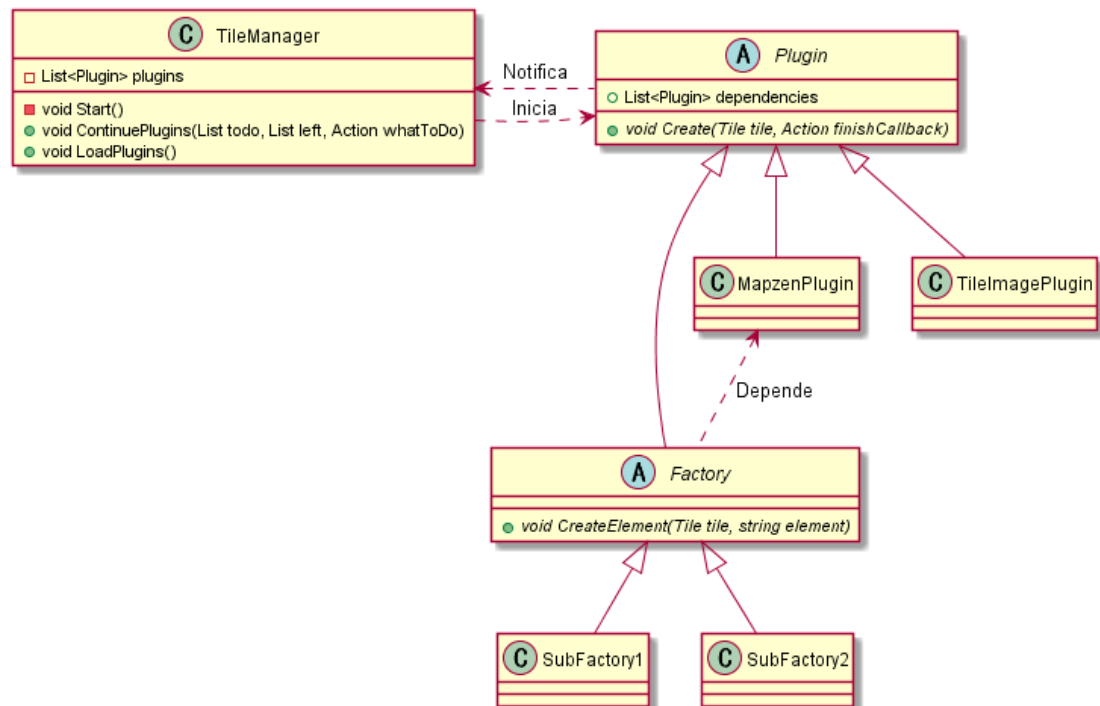 C TileManager
List<Plugin> plugins
void Start()
void ContinuePlugins(List todo, List left, Action whatToDo)
void LoadPlugins()
Notifica
Inicia
A Plugin
List<Plugin> dependencies
void Create(Tile tile, Action finishCallback)
C MapzenPlugin
C TileImagePlugin
Depende
A Factory
void CreateElement(Tile tile, string element)
C SubFactory1
C SubFactory2